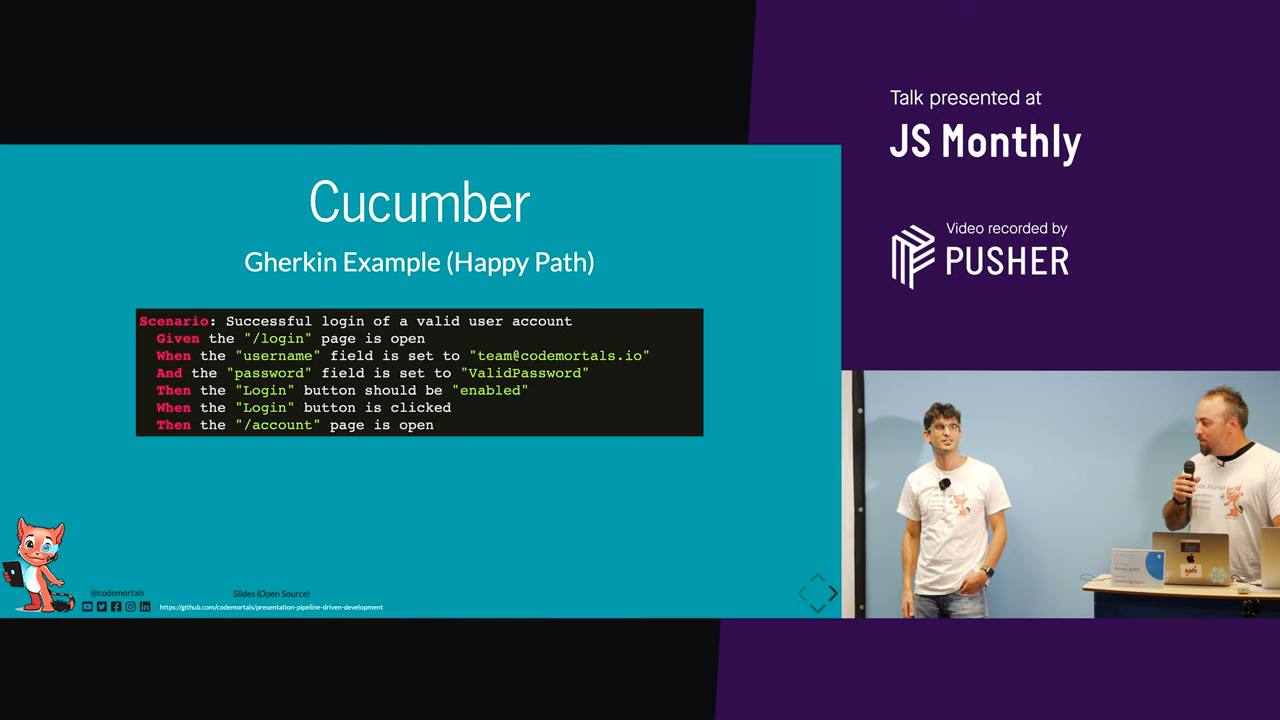 Talk presented at
JS Monthly
Video recorded by
PUSHER
Cucumber
Gherkin Example (Happy Path)
Scenario: Successful login of a valid user account
Given the "/login" page is open
When the "username" field is set to "team@codemortals.io"
And the "password" field is set to "ValidPassword"
Then the "Login" button should be "enabled"
When the "Login" button is clicked
Then the "/account" page is open
@codemortals
Slides (Open Source)
https://github.com/codemortals/presentation-pipeline-driven-development